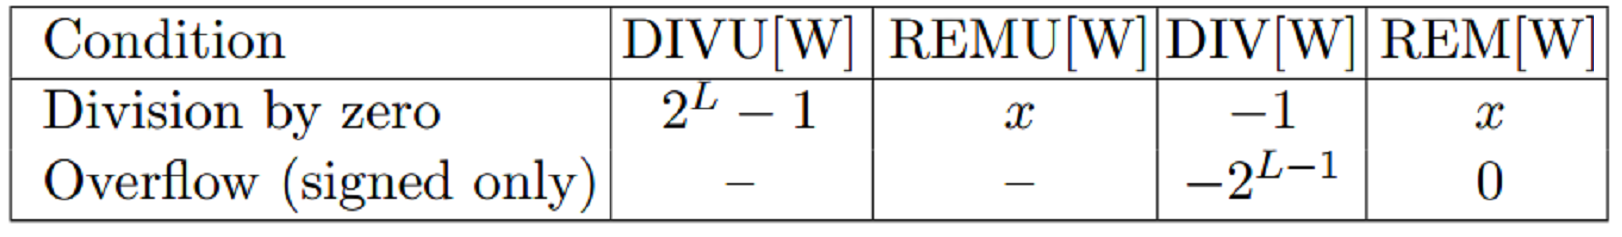 Condition DIVU[W] REMU[W] DIV[W] REM[W]
Division by zero 2^L − 1 x −1 x
Overflow (signed only) – – −2^{L−1} 0